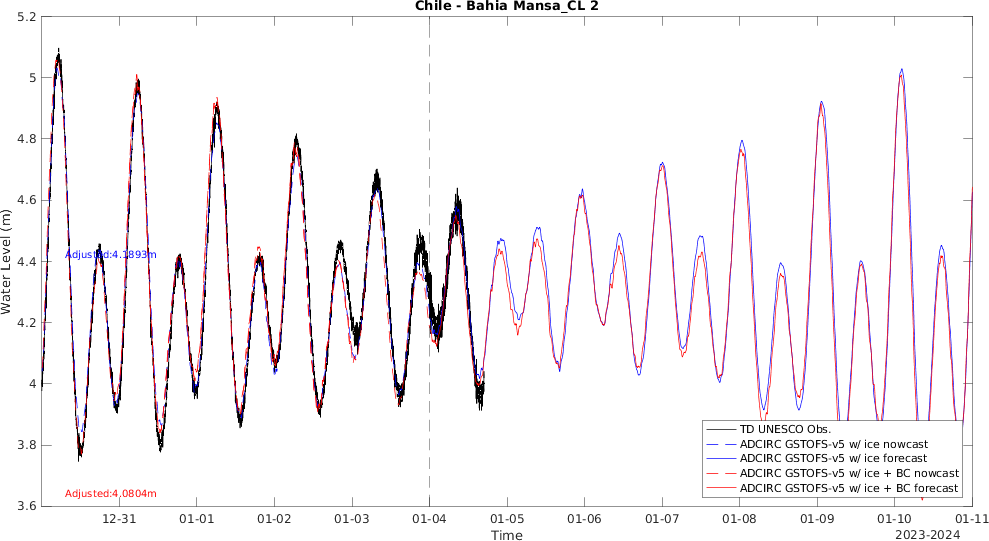 Chile - Bahia Mansa_CL 2
5.2
5
4.8
4.6
4.4
4.2
4
3.8
3.6
Water Level (m)
Adjusted:4.1893m
Adjusted:4.0804m
TD UNESCO Obs.
ADCIRC GSTOFS-v5 w/ ice nowcast
ADCIRC GSTOFS-v5 w/ ice forecast
ADCIRC GSTOFS-v5 w/ ice + BC nowcast
ADCIRC GSTOFS-v5 w/ ice + BC forecast
12-31 01-01 01-02 01-03 01-04 01-05 01-06 01-07 01-08 01-09 01-10 01-11
Time
2023-2024